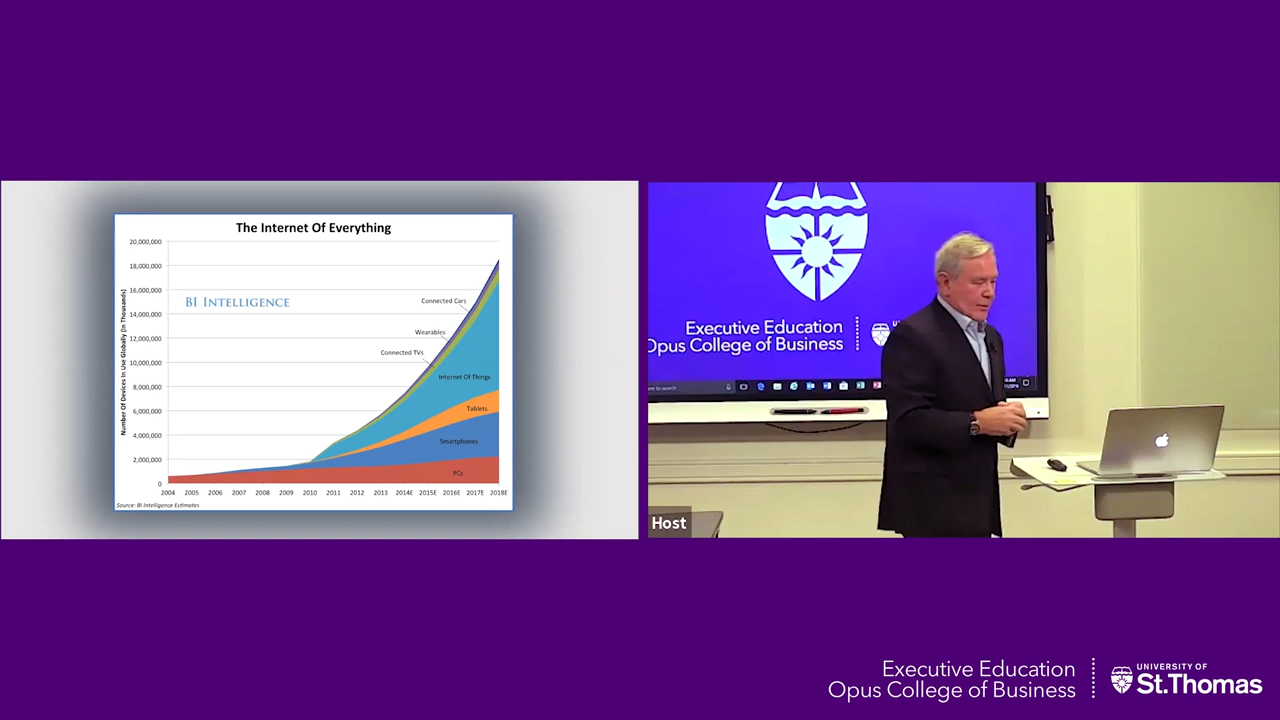 The Internet Of Everything
Number Of Devices In Use Globally (In Thousands)
20,000,000
18,000,000
16,000,000
14,000,000
12,000,000
10,000,000
8,000,000
6,000,000
4,000,000
2,000,000
0
BI INTELLIGENCE
Connected Cars
Wearables
Connected TVs
Internet Of Things
Tablets
Smartphones
PCs
2004 2005 2006 2007 2008 2009 2010 2011 2012 2013 2014E 2015E 2016E 2017E 2018E
Source: BI Intelligence Estimates
Executive Education
Opus College of Business
to search
Host
Executive Education
Opus College of Business
UNIVERSITY OF
St.Thomas